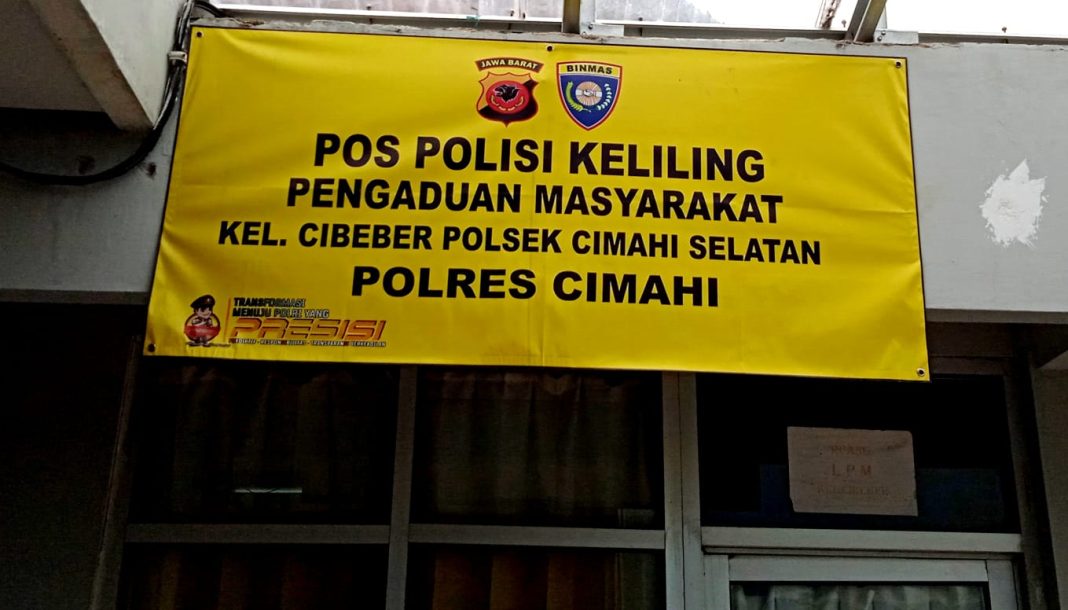 JAWA BARAT
BINMAS
POS POLISI KELILING
PENGADUAN MASYARAKAT
KEL. CIBEBER POLSEK CIMAHI SELATAN
POLRES CIMAHI
TRANSFORMASI
MENUJU POLRI YANG
PRESISI
L P M